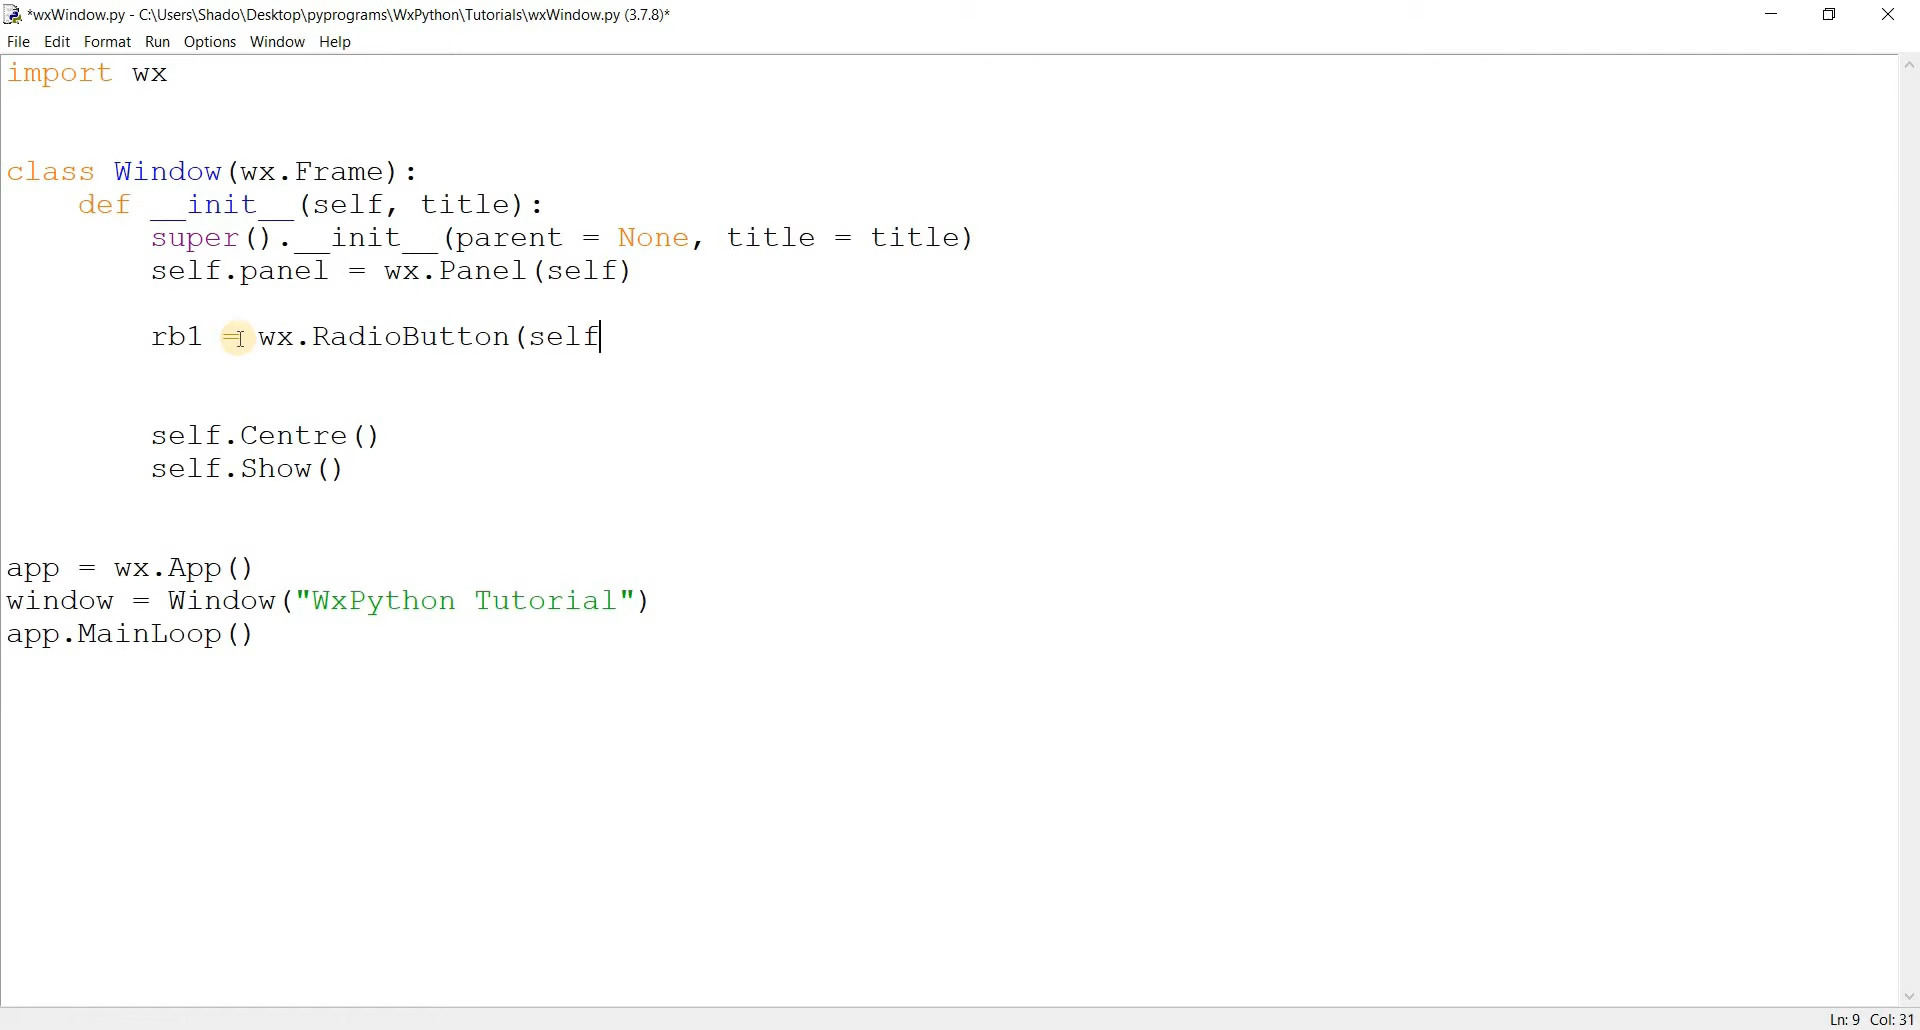 *wxWindow.py - C:\Users\Shado\Desktop\pyprograms\WxPython\Tutorials\wxWindow.py (3.7.8)*
File Edit Format Run Options Window Help
import wx
class Window(wx.Frame):
    def __init__(self, title):
        super().__init__(parent = None, title = title)
        self.panel = wx.Panel(self)
        rb1 = wx.RadioButton(self
        self.Centre()
        self.Show()
app = wx.App()
window = Window("WxPython Tutorial")
app.MainLoop()
Ln: 9 Col: 31